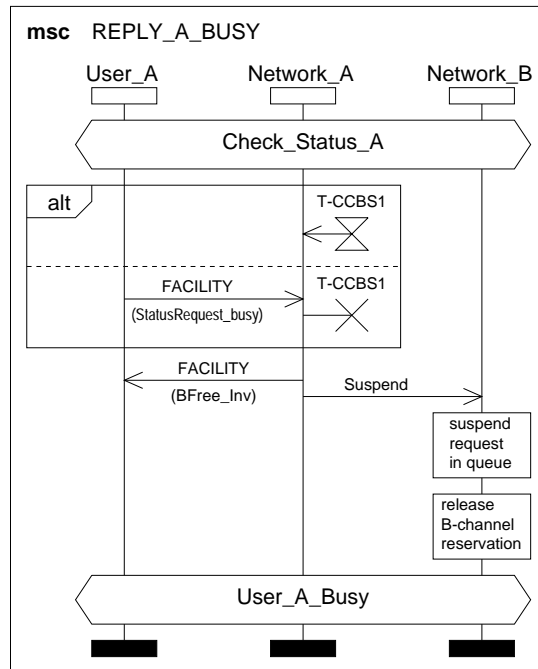 msc REPLY_A_BUSY
User_A Network_A Network_B
Check_Status_A
alt
T-CCBS1
FACILITY
(StatusRequest_busy)
T-CCBS1
FACILITY
(BFree_Inv)
Suspend
suspend
request
in queue
release
B-channel
reservation
User_A_Busy